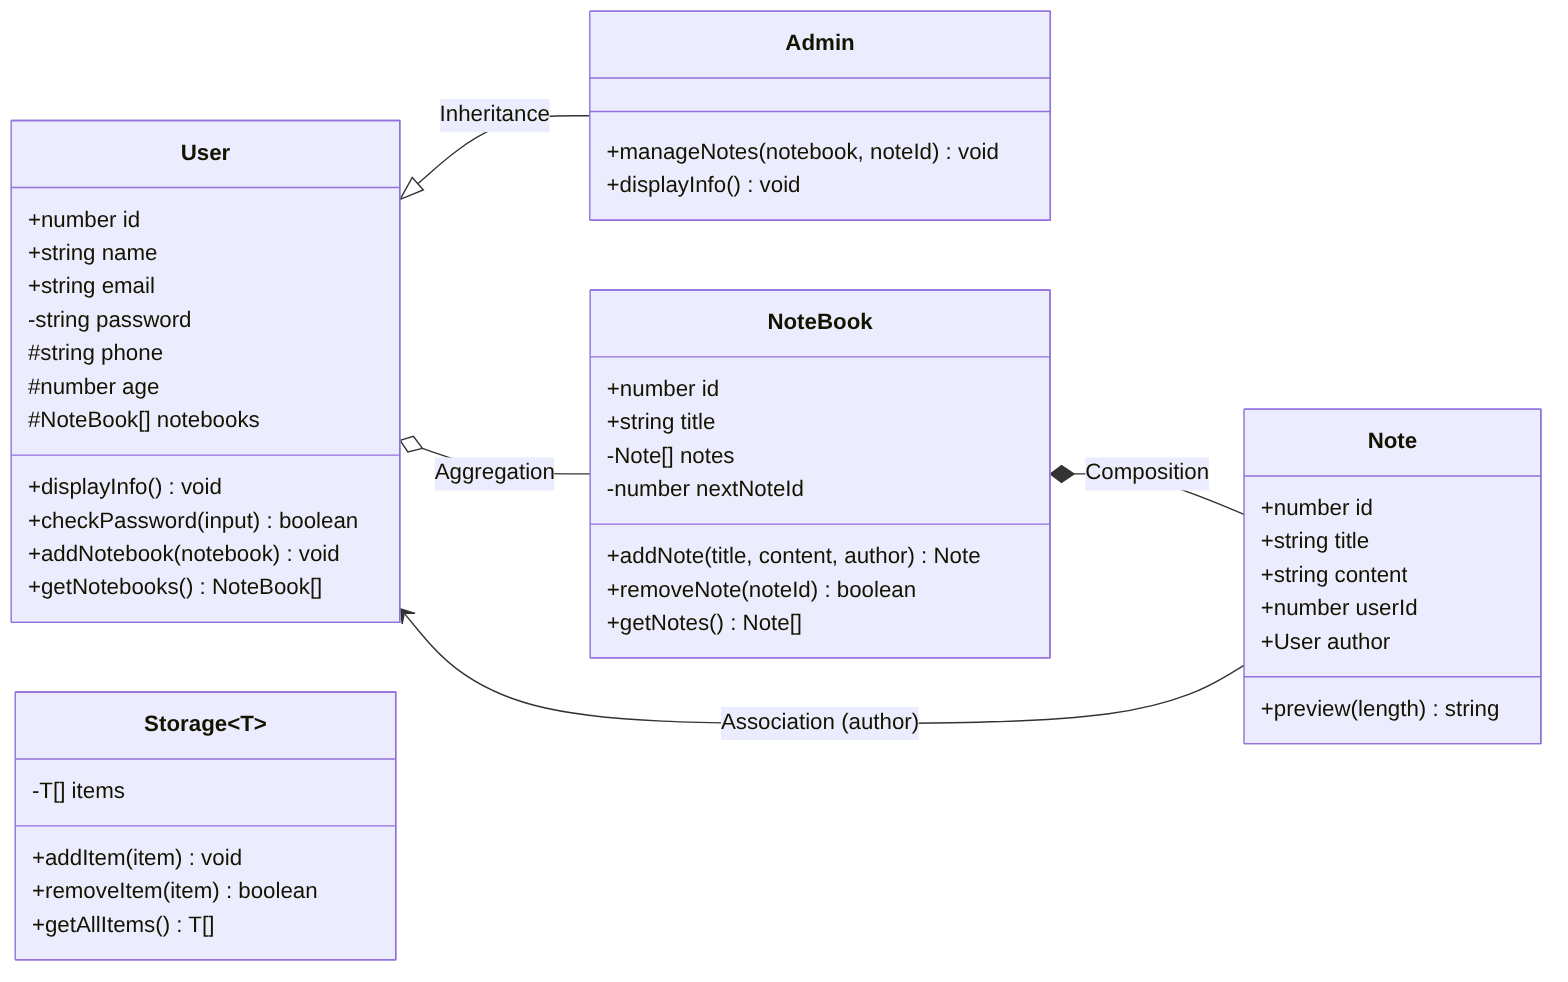 User
+number id
+string name
+string email
-string password
#string phone
#number age
#NoteBook[] notebooks
+displayInfo() : void
+checkPassword(input) : boolean
+addNotebook(notebook) : void
+getNotebooks() : NoteBook[]
Inheritance
Admin
+manageNotes(notebook, noteId) : void
+displayInfo() : void
Aggregation
NoteBook
+number id
+string title
-Note[] notes
-number nextNoteId
+addNote(title, content, author) : Note
+removeNote(noteId) : boolean
+getNotes() : Note[]
Composition
Note
+number id
+string title
+string content
+number userId
+User author
+preview(length) : string
Association (author)
Storage<T>
-T[] items
+addItem(item) : void
+removeItem(item) : boolean
+getAllItems() : T[]